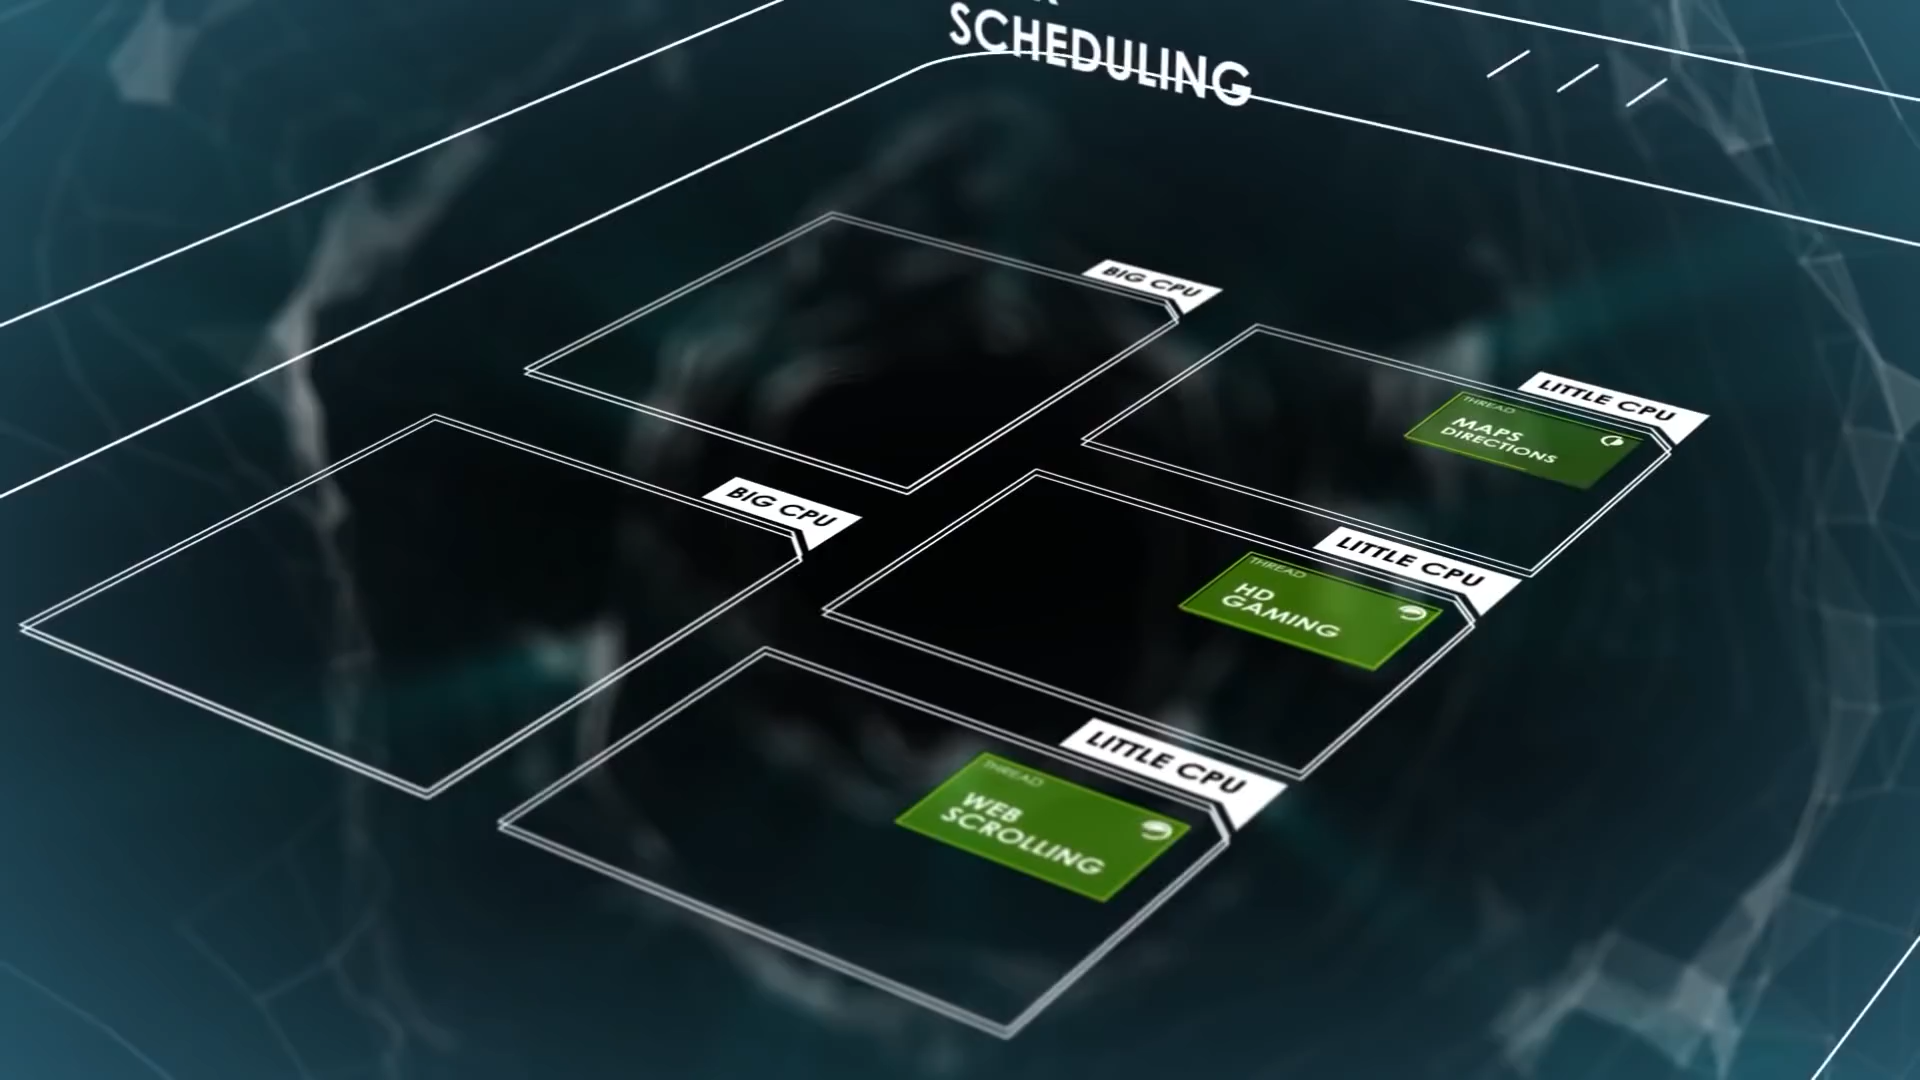 SCHEDULING
BIG CPU
LITTLE CPU
THREAD
MAPS
DIRECTIONS
BIG CPU
LITTLE CPU
THREAD
HD
GAMING
LITTLE CPU
THREAD
WEB
SCROLLING